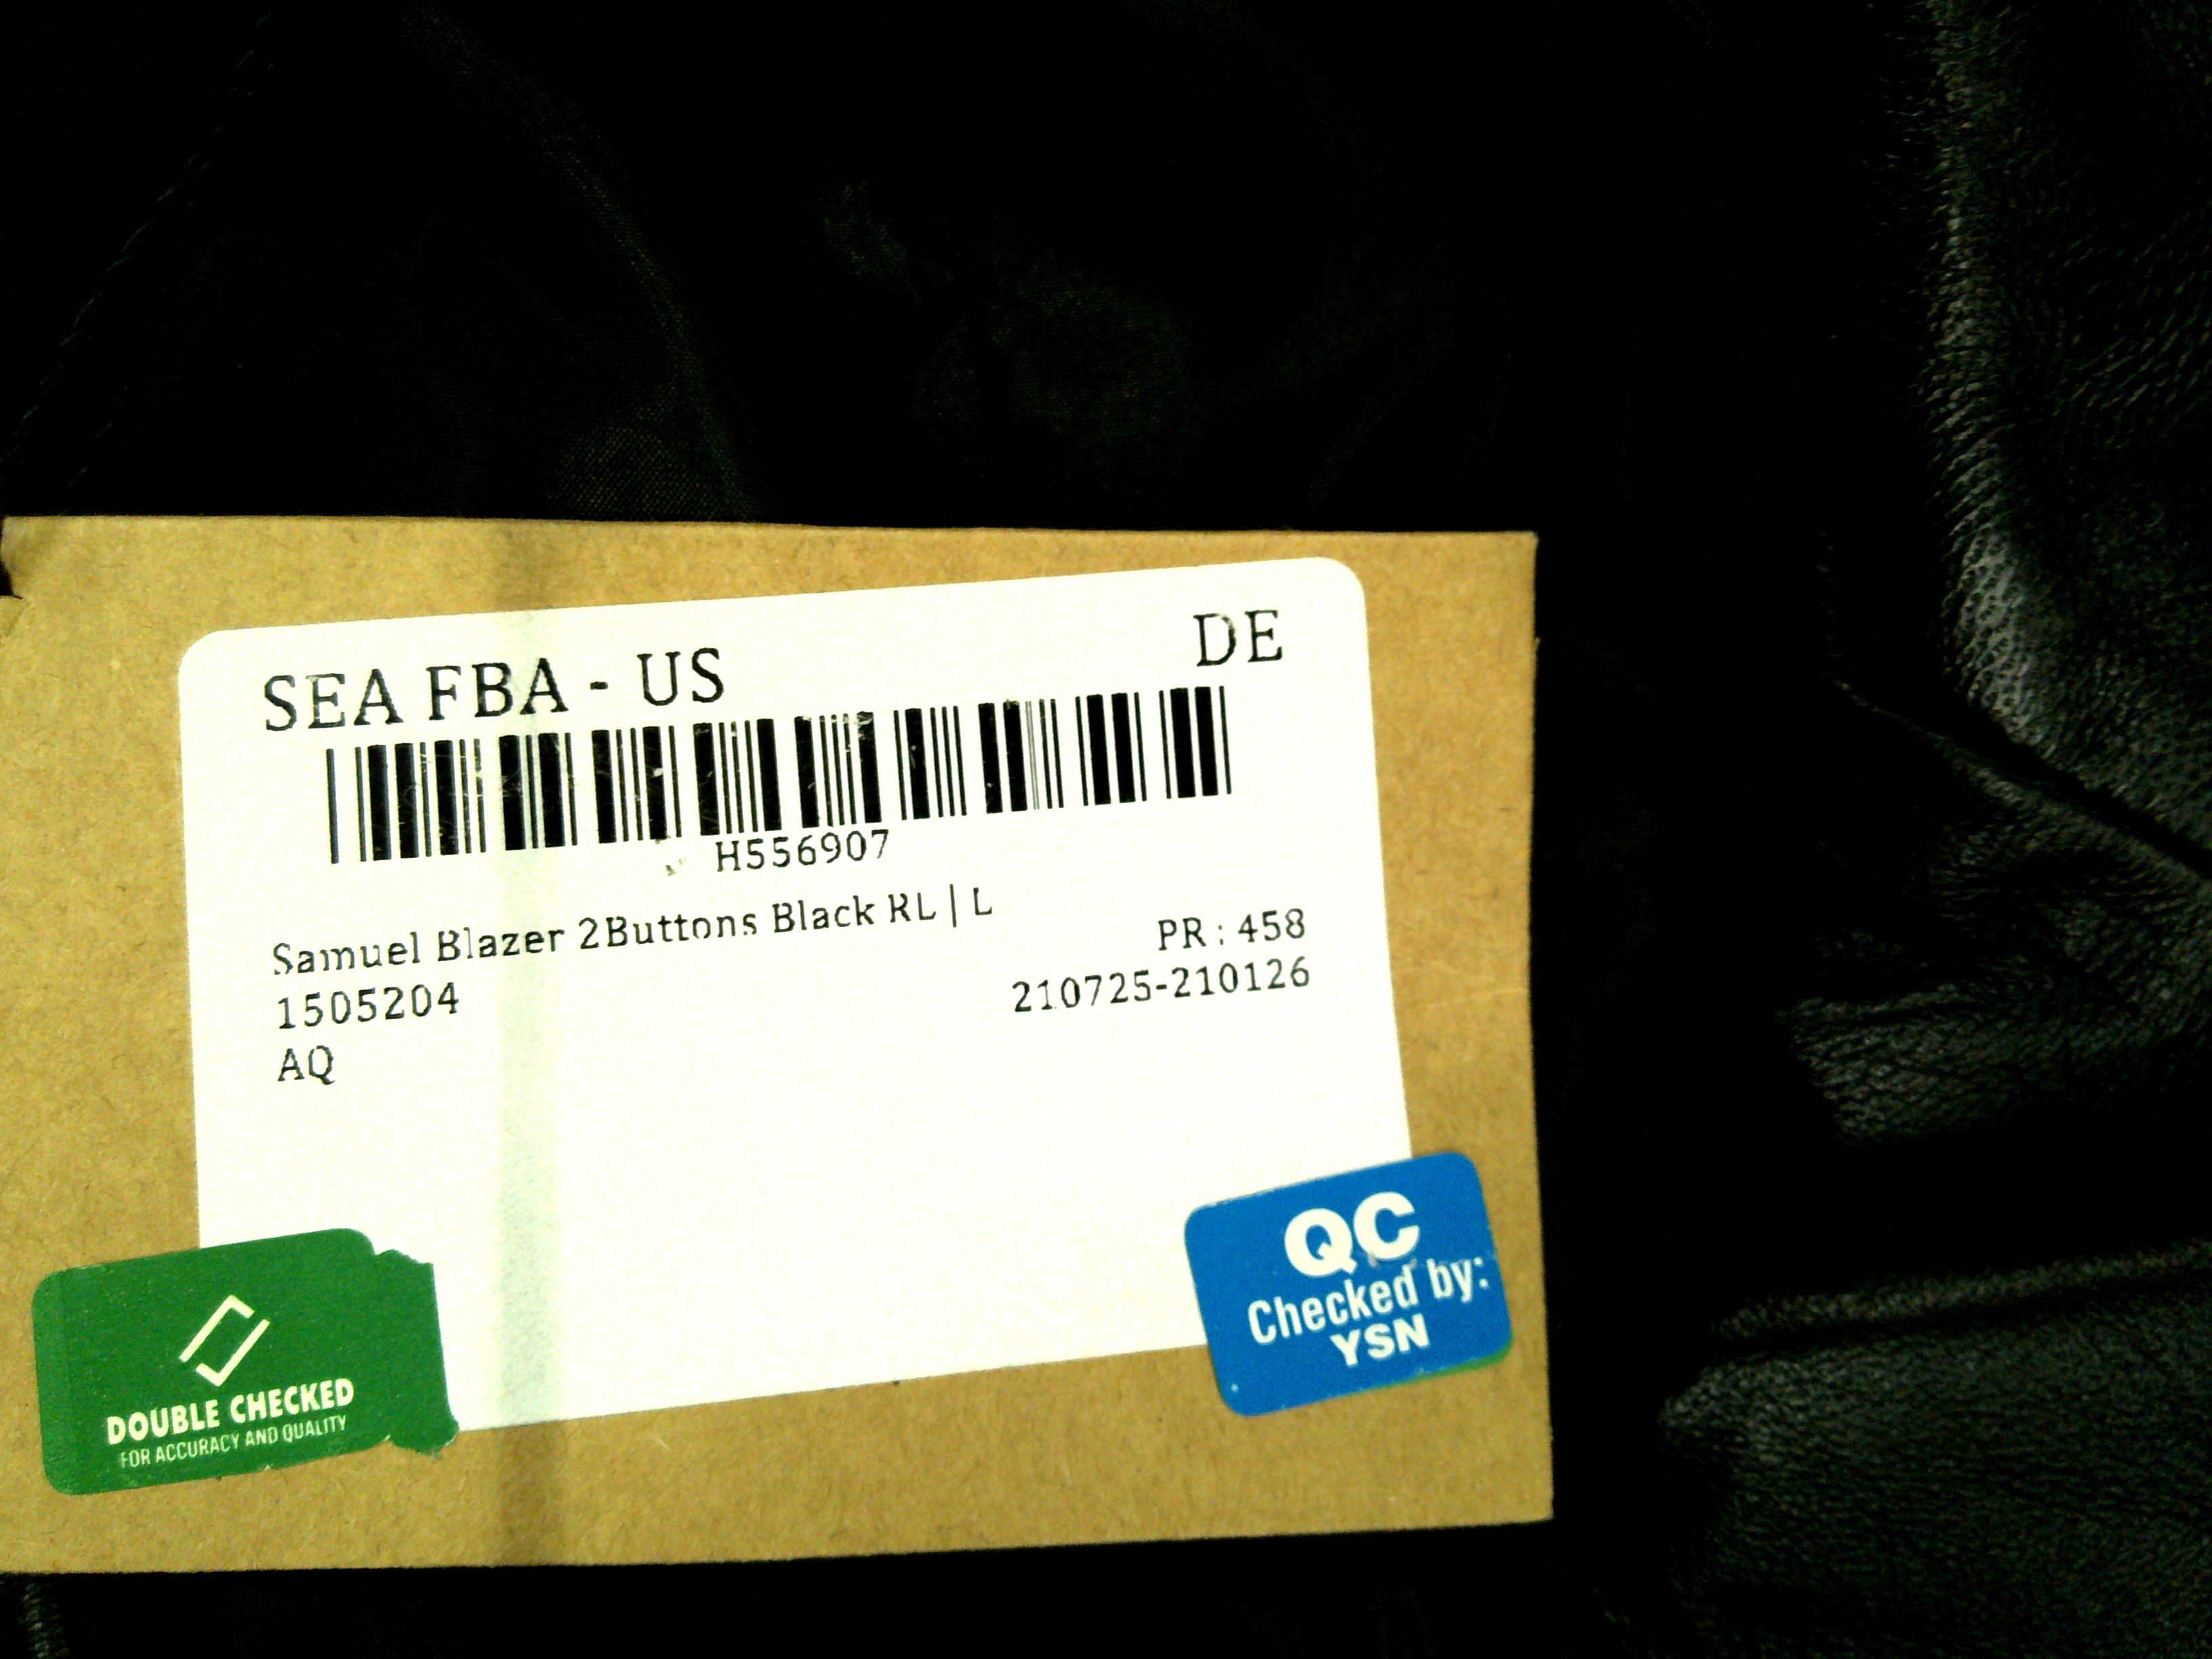 SEA FBA - US DE
H556907
Samuel Blazer 2Buttons Black RL | L
PR : 458
1505204 210725-210126
AQ
QC
Checked by:
YSN
DOUBLE CHECKED
FOR ACCURACY AND QUALITY